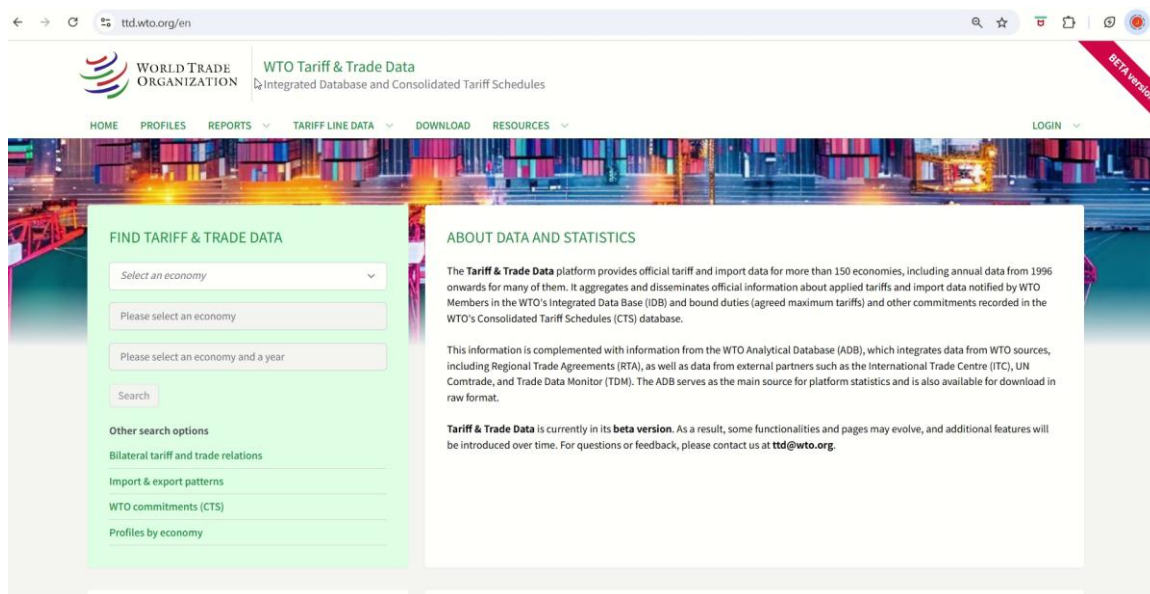 ttd.wto.org/en
BETA version
WORLD TRADE
ORGANIZATION
WTO Tariff & Trade Data
Integrated Database and Consolidated Tariff Schedules
HOME PROFILES REPORTS TARIFF LINE DATA DOWNLOAD RESOURCES LOGIN
FIND TARIFF & TRADE DATA
Select an economy
Please select an economy
Please select an economy and a year
Search
Other search options
Bilateral tariff and trade relations
Import & export patterns
WTO commitments (CTS)
Profiles by economy
ABOUT DATA AND STATISTICS
The Tariff & Trade Data platform provides official tariff and import data for more than 150 economies, including annual data from 1996
onwards for many of them. It aggregates and disseminates official information about applied tariffs and import data notified by WTO
Members in the WTO's Integrated Data Base (IDB) and bound duties (agreed maximum tariffs) and other commitments recorded in the
WTO's Consolidated Tariff Schedules (CTS) database.
This information is complemented with information from the WTO Analytical Database (ADB), which integrates data from WTO sources,
including Regional Trade Agreements (RTA), as well as data from external partners such as the International Trade Centre (ITC), UN
Comtrade, and Trade Data Monitor (TDM). The ADB serves as the main source for platform statistics and is also available for download in
raw format.
Tariff & Trade Data is currently in its beta version. As a result, some functionalities and pages may evolve, and additional features will
be introduced over time. For questions or feedback, please contact us at ttd@wto.org.